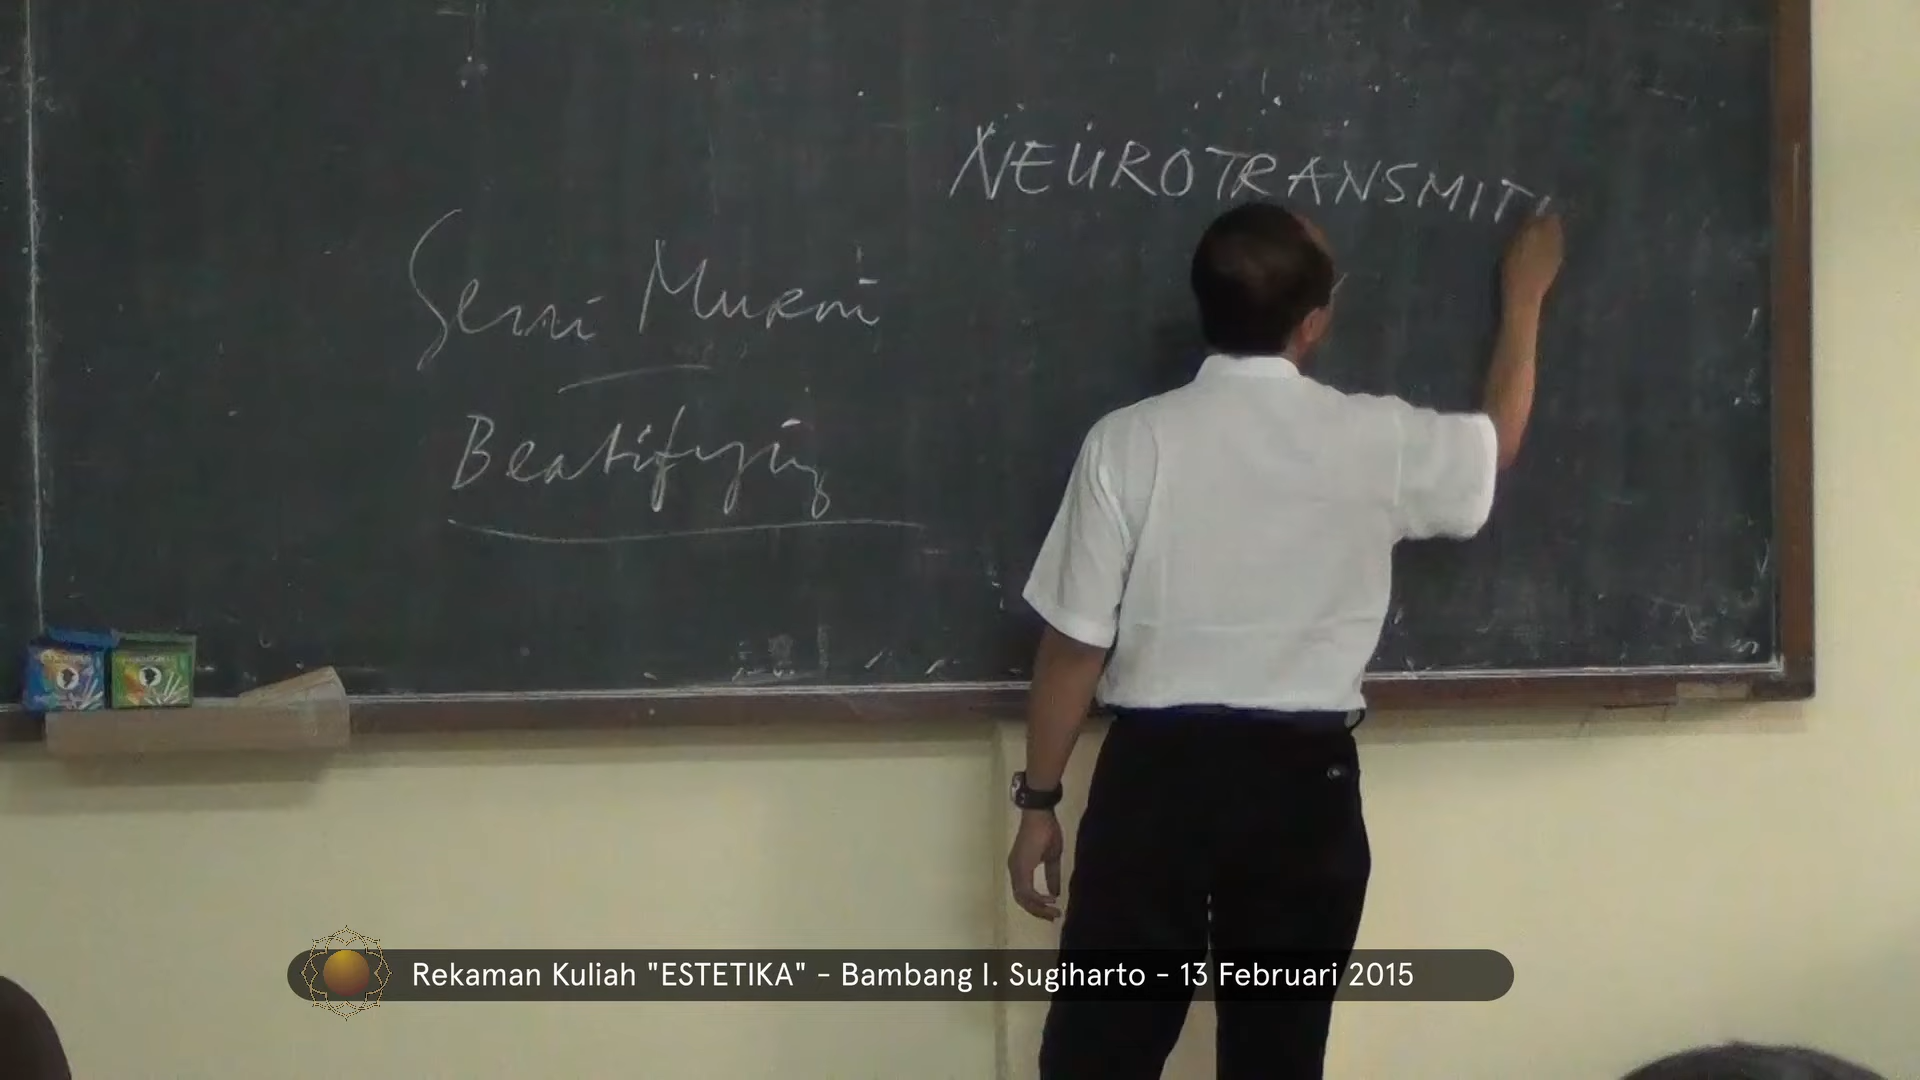 NEUROTRANSMIT
Seni Murni
Beatifying
Rekaman Kuliah "ESTETIKA" - Bambang I. Sugiharto - 13 Februari 2015